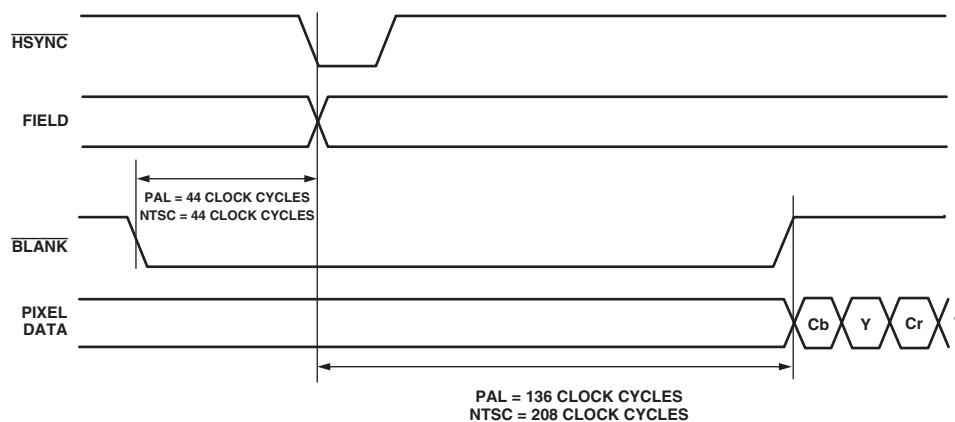 HSYNC
FIELD
PAL = 44 CLOCK CYCLES
NTSC = 44 CLOCK CYCLES
BLANK
PIXEL
DATA
Cb Y Cr
PAL = 136 CLOCK CYCLES
NTSC = 208 CLOCK CYCLES